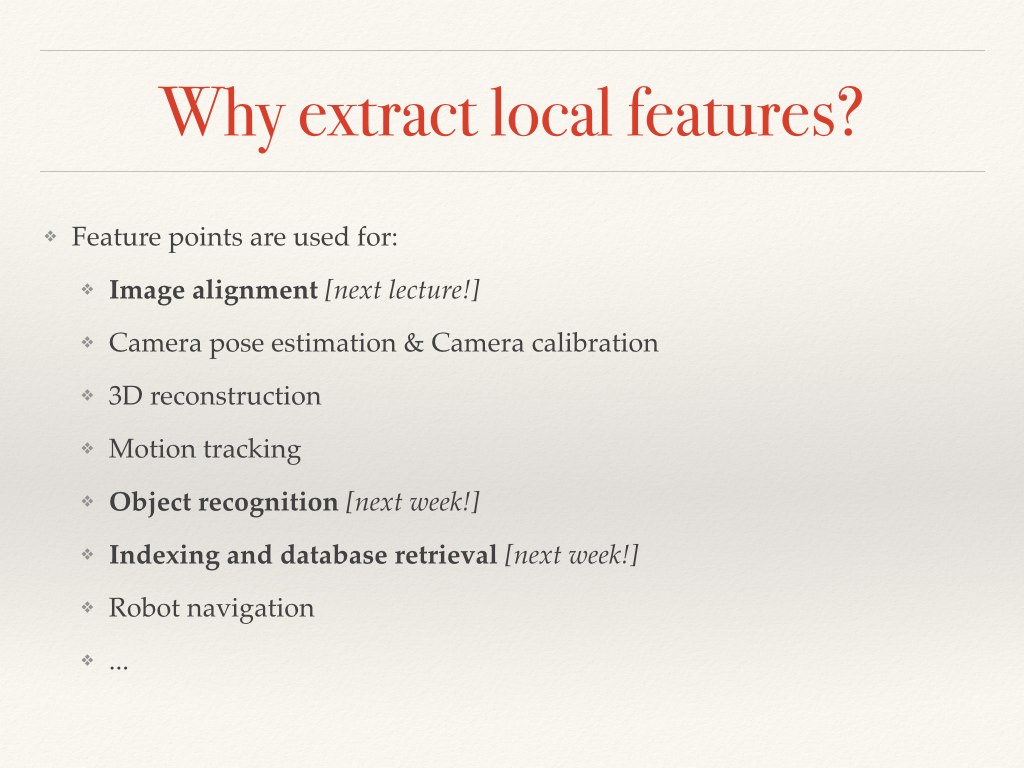 Why extract local features?
Feature points are used for:
Image alignment [next lecture!]
Camera pose estimation & Camera calibration
3D reconstruction
Motion tracking
Object recognition [next week!]
Indexing and database retrieval [next week!]
Robot navigation
...